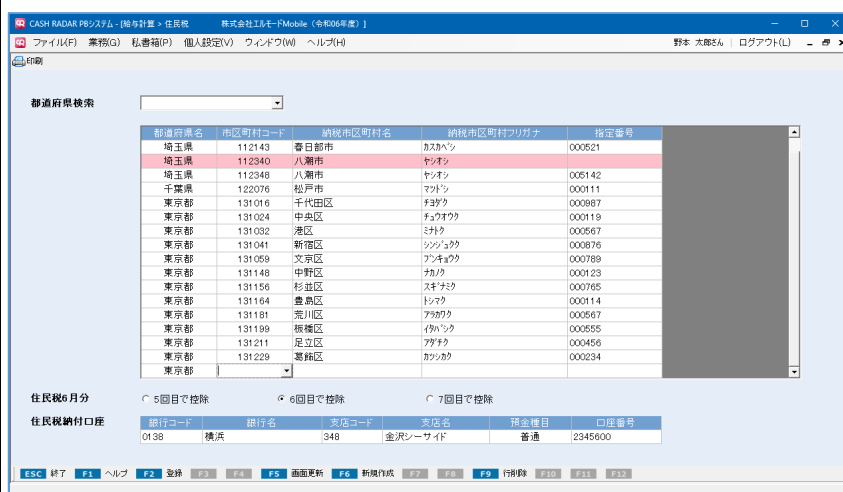 CASH RADAR PBシステム - [給与計算 > 住民税 株式会社エルモードMobile（令和06年度）]
ファイル(F) 業務(G) 私書箱(P) 個人設定(V) ウィンドウ(W) ヘルプ(H) 野本 太郎さん | ログアウト(L)
印刷
都道府県検索
都道府県名 市区町村コード 納税市区町村名 納税市区町村フリガナ 指定番号
埼玉県 112143 春日部市 ｶｽｶﾍﾞｼ 000521
埼玉県 112340 八潮市 ﾔｼｵｼ
埼玉県 112348 八潮市 ﾔｼｵｼ 005142
千葉県 122076 松戸市 ﾏﾂﾄﾞｼ 000111
東京都 131016 千代田区 ﾁﾖﾀﾞｸ 000987
東京都 131024 中央区 ﾁｭｳｵｳｸ 000119
東京都 131032 港区 ﾐﾅﾄｸ 000567
東京都 131041 新宿区 ｼﾝｼﾞｭｸｸ 000876
東京都 131059 文京区 ﾌﾞﾝｷｮｳｸ 000789
東京都 131148 中野区 ﾅｶﾉｸ 000123
東京都 131156 杉並区 ｽｷﾞﾅﾐｸ 000765
東京都 131164 豊島区 ﾄｼﾏｸ 000114
東京都 131181 荒川区 ｱﾗｶﾜｸ 000567
東京都 131199 板橋区 ｲﾀﾊﾞｼｸ 000555
東京都 131211 足立区 ｱﾀﾞﾁｸ 000456
東京都 131229 葛飾区 ｶﾂｼｶｸ 000234
東京都
住民税6月分 5回目で控除 6回目で控除 7回目で控除
住民税納付口座 銀行コード 銀行名 支店コード 支店名 預金種目 口座番号
0138 横浜 348 金沢シーサイド 普通 2345600
ESC 終了 F1 ヘルプ F2 登録 F3 F4 F5 画面更新 F6 新規作成 F7 F8 F9 行削除 F10 F11 F12